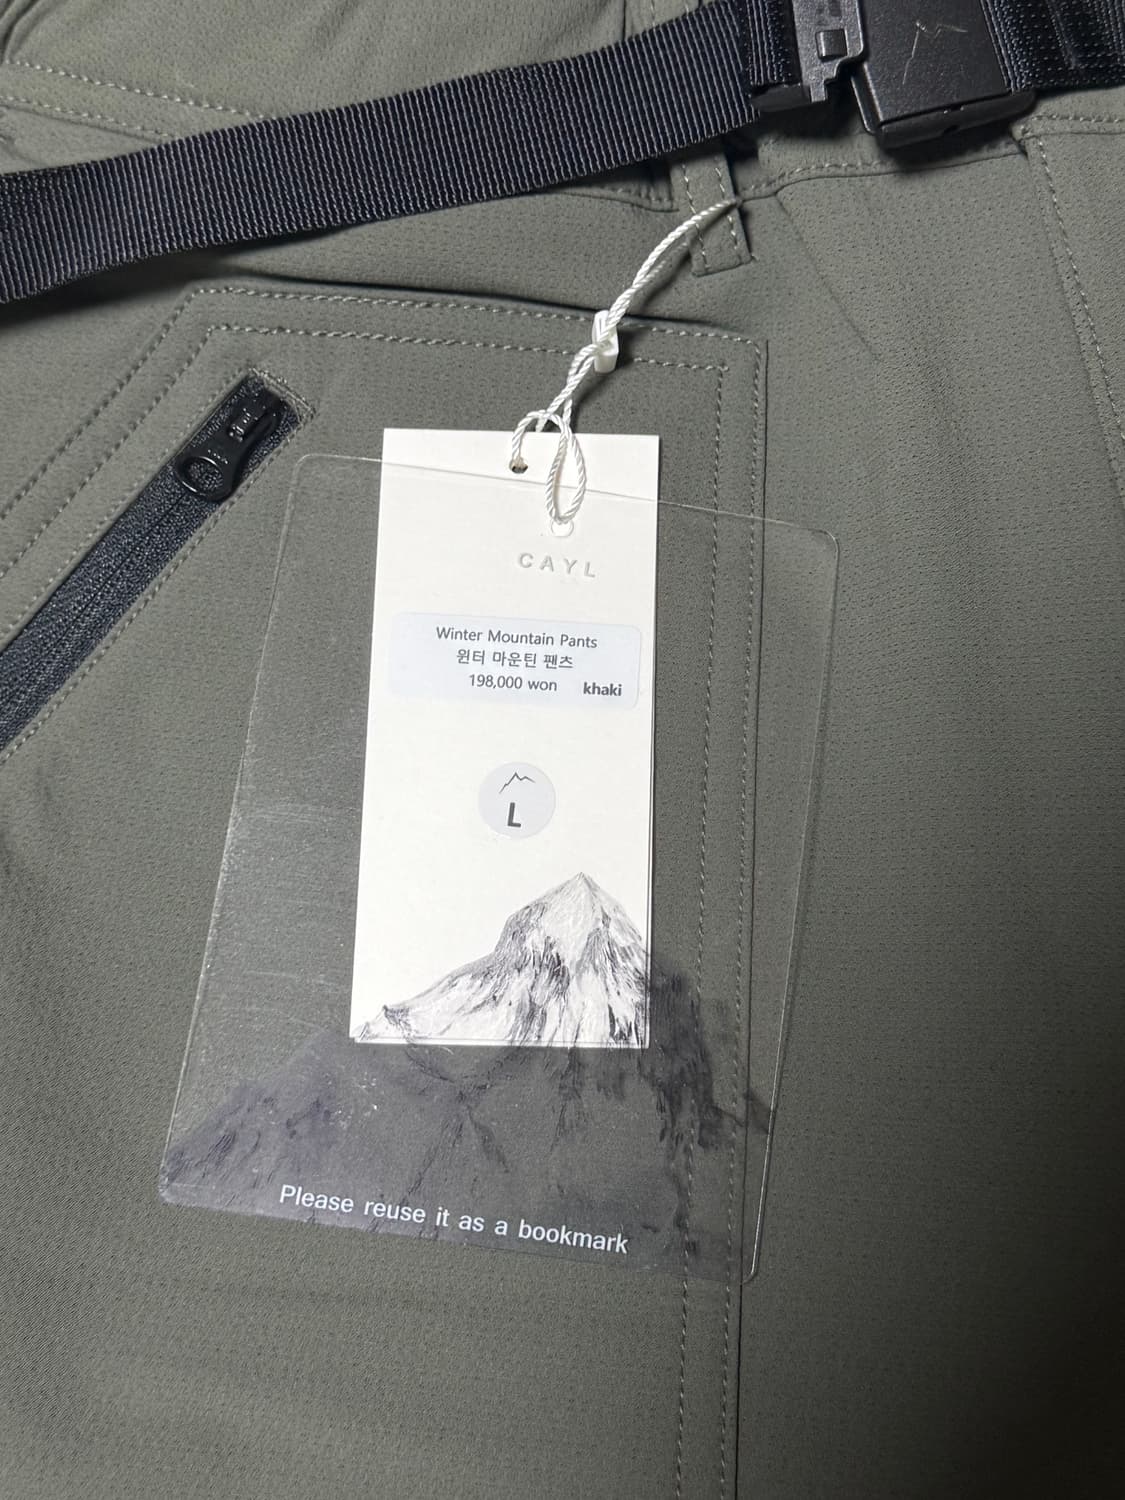 CAYL
Winter Mountain Pants
윈터 마운틴 팬츠
198,000 won khaki
L
Please reuse it as a bookmark